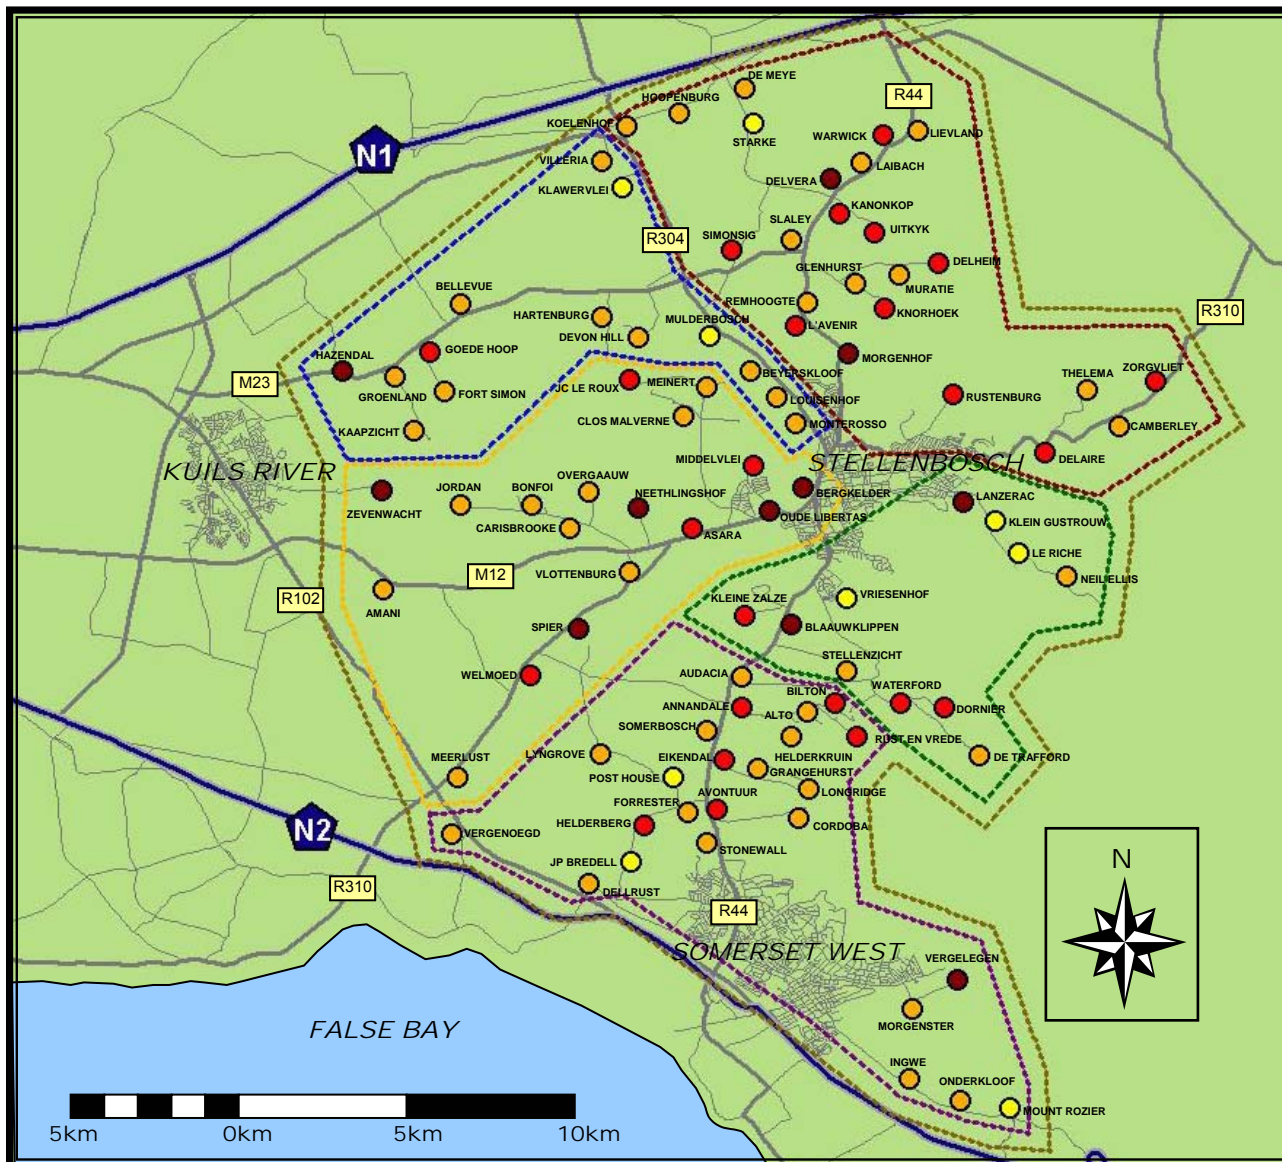 DE MEYE
HOOPENBURG
R44
KOELENHOF
STARKE
WARWICK
LIEVLAND
N1
VILLERIA
LAIBACH
DELVERA
KLAWERVLEI
KANONKOP
SLALEY
UITKYK
R304
SIMONSIG
DELHEIM
GLENHURST
MURATIE
BELLEVUE
REMHOOGTE
KNORHOEK
R310
HARTENBURG
MULDERBOSCH
L'AVENIR
DEVON HILL
HAZENDAL
GOEDE HOOP
MORGENHOF
M23
JC LE ROUX
MEINERT
BEYERSKLOOF
THELEMA
ZORGVLIET
GROENLAND
FORT SIMON
LOUISENHOF
RUSTENBURG
CLOS MALVERNE
MONTEROSSO
CAMBERLEY
KAAPZICHT
KUILS RIVER
MIDDELVLEI
STELLENBOSCH
DELAIRE
OVERGAAUW
JORDAN
BONFOI
NEETHLINGSHOF
BERGKELDER
LANZERAC
ZEVENWACHT
CARISBROOKE
OUDE LIBERTAS
KLEIN GUSTROUW
ASARA
LE RICHE
M12
VLOTTENBURG
NEIL ELLIS
R102
AMANI
KLEINE ZALZE
VRIESENHOF
SPIER
BLAAUWKLIPPEN
STELLENZICHT
WELMOED
AUDACIA
BILTON
WATERFORD
ANNANDALE
ALTO
DORNIER
SOMERBOSCH
RUST EN VREDE
LYNGROVE
EIKENDAL
HELDERKRUIN
DE TRAFFORD
MEERLUST
POST HOUSE
GRANGEHURST
AVONTUUR
LONGRIDGE
FORRESTER
N2
VERGENOEGD
HELDERBERG
CORDOBA
STONEWALL
JP BREDELL
N
R310
DELLRUST
R44
SOMERSET WEST
VERGELEGEN
MORGENSTER
FALSE BAY
INGWE
ONDERKLOOF
MOUNT ROZIER
5km 0km 5km 10km